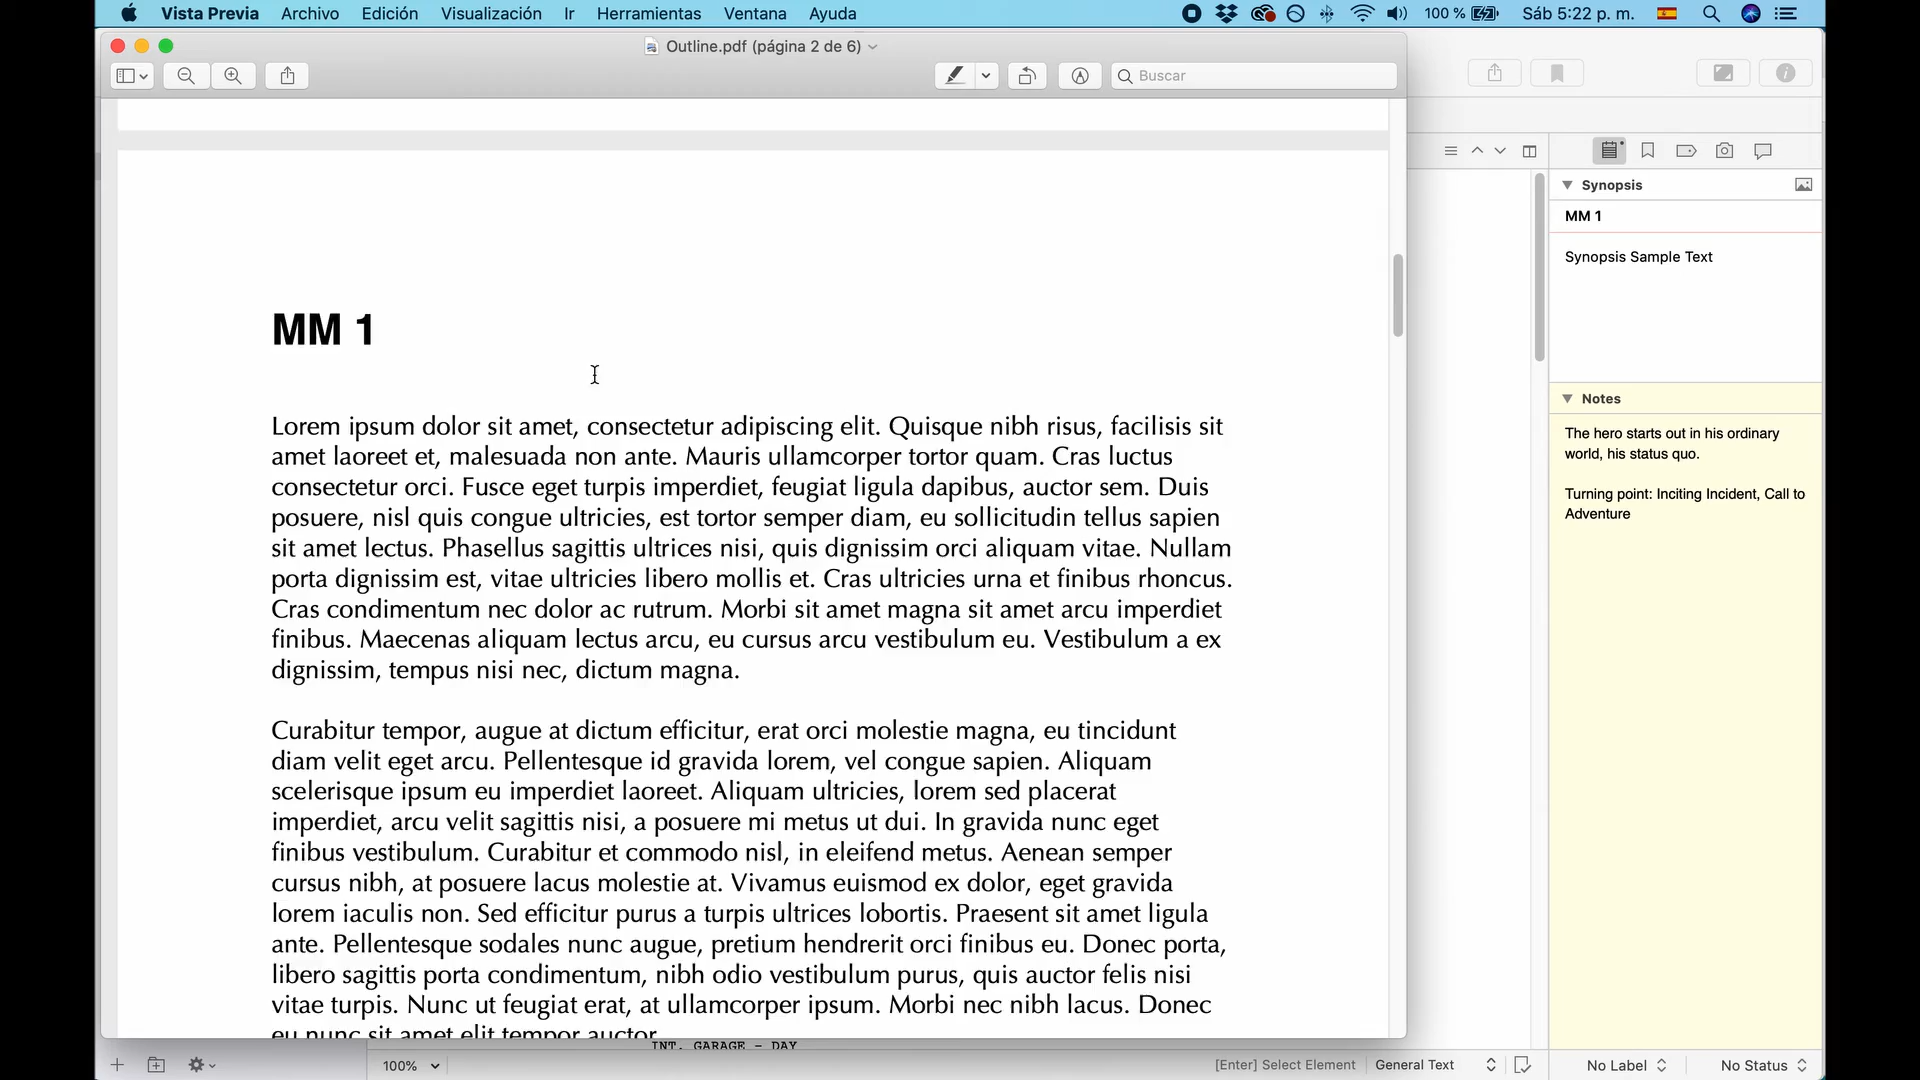 Vista Previa Archivo Edición Visualización Ir Herramientas Ventana Ayuda 100 % Sáb 5:22 p. m.
Outline.pdf (página 2 de 6)
Buscar
MM 1
Lorem ipsum dolor sit amet, consectetur adipiscing elit. Quisque nibh risus, facilisis sit
amet laoreet et, malesuada non ante. Mauris ullamcorper tortor quam. Cras luctus
consectetur orci. Fusce eget turpis imperdiet, feugiat ligula dapibus, auctor sem. Duis
posuere, nisl quis congue ultricies, est tortor semper diam, eu sollicitudin tellus sapien
sit amet lectus. Phasellus sagittis ultrices nisi, quis dignissim orci aliquam vitae. Nullam
porta dignissim est, vitae ultricies libero mollis et. Cras ultricies urna et finibus rhoncus.
Cras condimentum nec dolor ac rutrum. Morbi sit amet magna sit amet arcu imperdiet
finibus. Maecenas aliquam lectus arcu, eu cursus arcu vestibulum eu. Vestibulum a ex
dignissim, tempus nisi nec, dictum magna.
Curabitur tempor, augue at dictum efficitur, erat orci molestie magna, eu tincidunt
diam velit eget arcu. Pellentesque id gravida lorem, vel congue sapien. Aliquam
scelerisque ipsum eu imperdiet laoreet. Aliquam ultricies, lorem sed placerat
imperdiet, arcu velit sagittis nisi, a posuere mi metus ut dui. In gravida nunc eget
finibus vestibulum. Curabitur et commodo nisl, in eleifend metus. Aenean semper
cursus nibh, at posuere lacus molestie at. Vivamus euismod ex dolor, eget gravida
lorem iaculis non. Sed efficitur purus a turpis ultrices lobortis. Praesent sit amet ligula
ante. Pellentesque sodales nunc augue, pretium hendrerit orci finibus eu. Donec porta,
libero sagittis porta condimentum, nibh odio vestibulum purus, quis auctor felis nisi
vitae turpis. Nunc ut feugiat erat, at ullamcorper ipsum. Morbi nec nibh lacus. Donec
eu nunc sit amet elit tempor auctor.
INT. GARAGE - DAY
100% [Enter] Select Element General Text
Synopsis
MM 1
Synopsis Sample Text
Notes
The hero starts out in his ordinary
world, his status quo.
Turning point: Inciting Incident, Call to
Adventure
No Label No Status